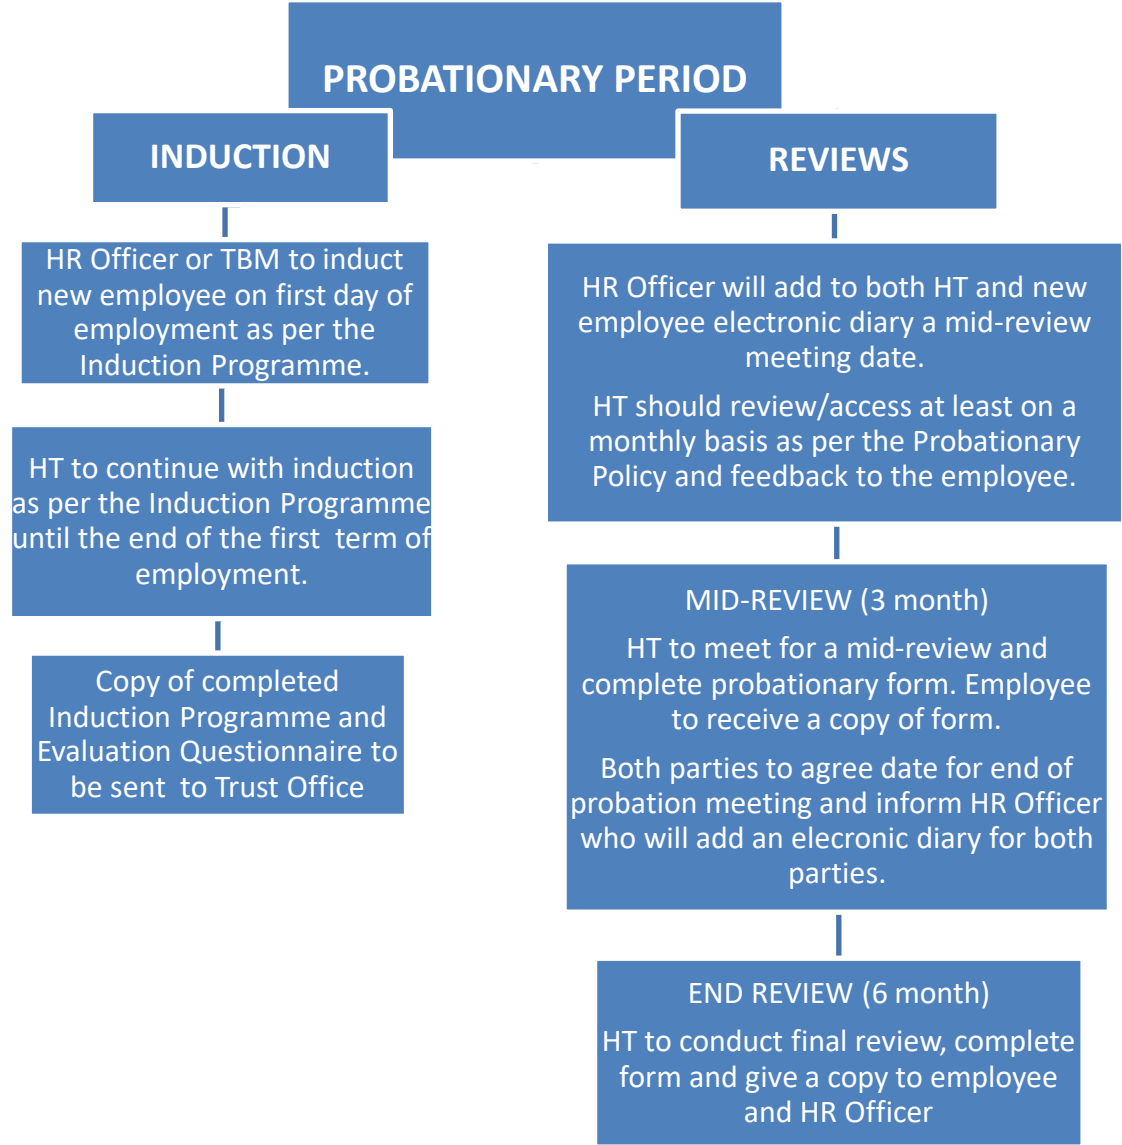 PROBATIONARY PERIOD
INDUCTION
HR Officer or TBM to induct
new employee on first day of
employment as per the
Induction Programme.
HT to continue with induction
as per the Induction Programme
until the end of the first  term of
employment.
Copy of completed
Induction Programme and
Evaluation Questionnaire to
be sent  to Trust Office
REVIEWS
HR Officer will add to both HT and new
employee electronic diary a mid-review
meeting date.
HT should review/access at least on a
monthly basis as per the Probationary
Policy and feedback to the employee.
MID-REVIEW (3 month)
HT to meet for a mid-review and
complete probationary form. Employee
to receive a copy of form.
Both parties to agree date for end of
probation meeting and inform HR Officer
who will add an elecronic diary for both
parties.
END REVIEW (6 month)
HT to conduct final review, complete
form and give a copy to employee
and HR Officer